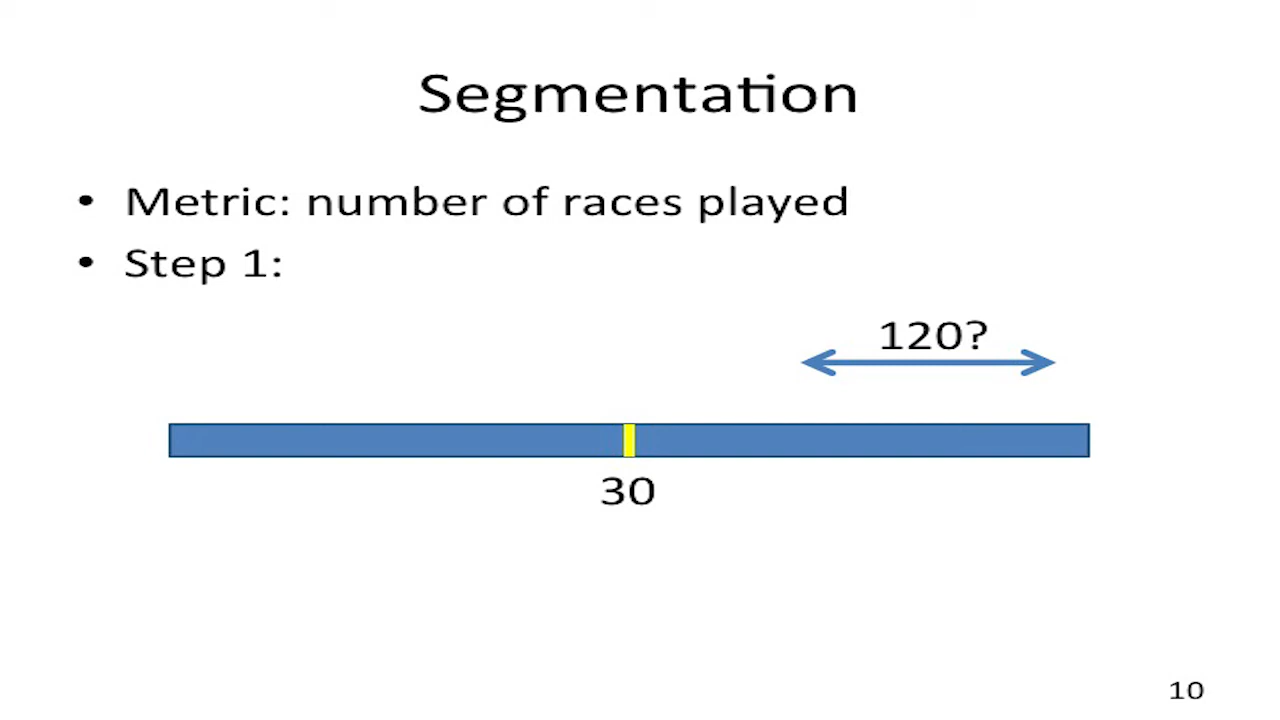 Segmentation
• Metric: number of races played
• Step 1:
120?
30
10